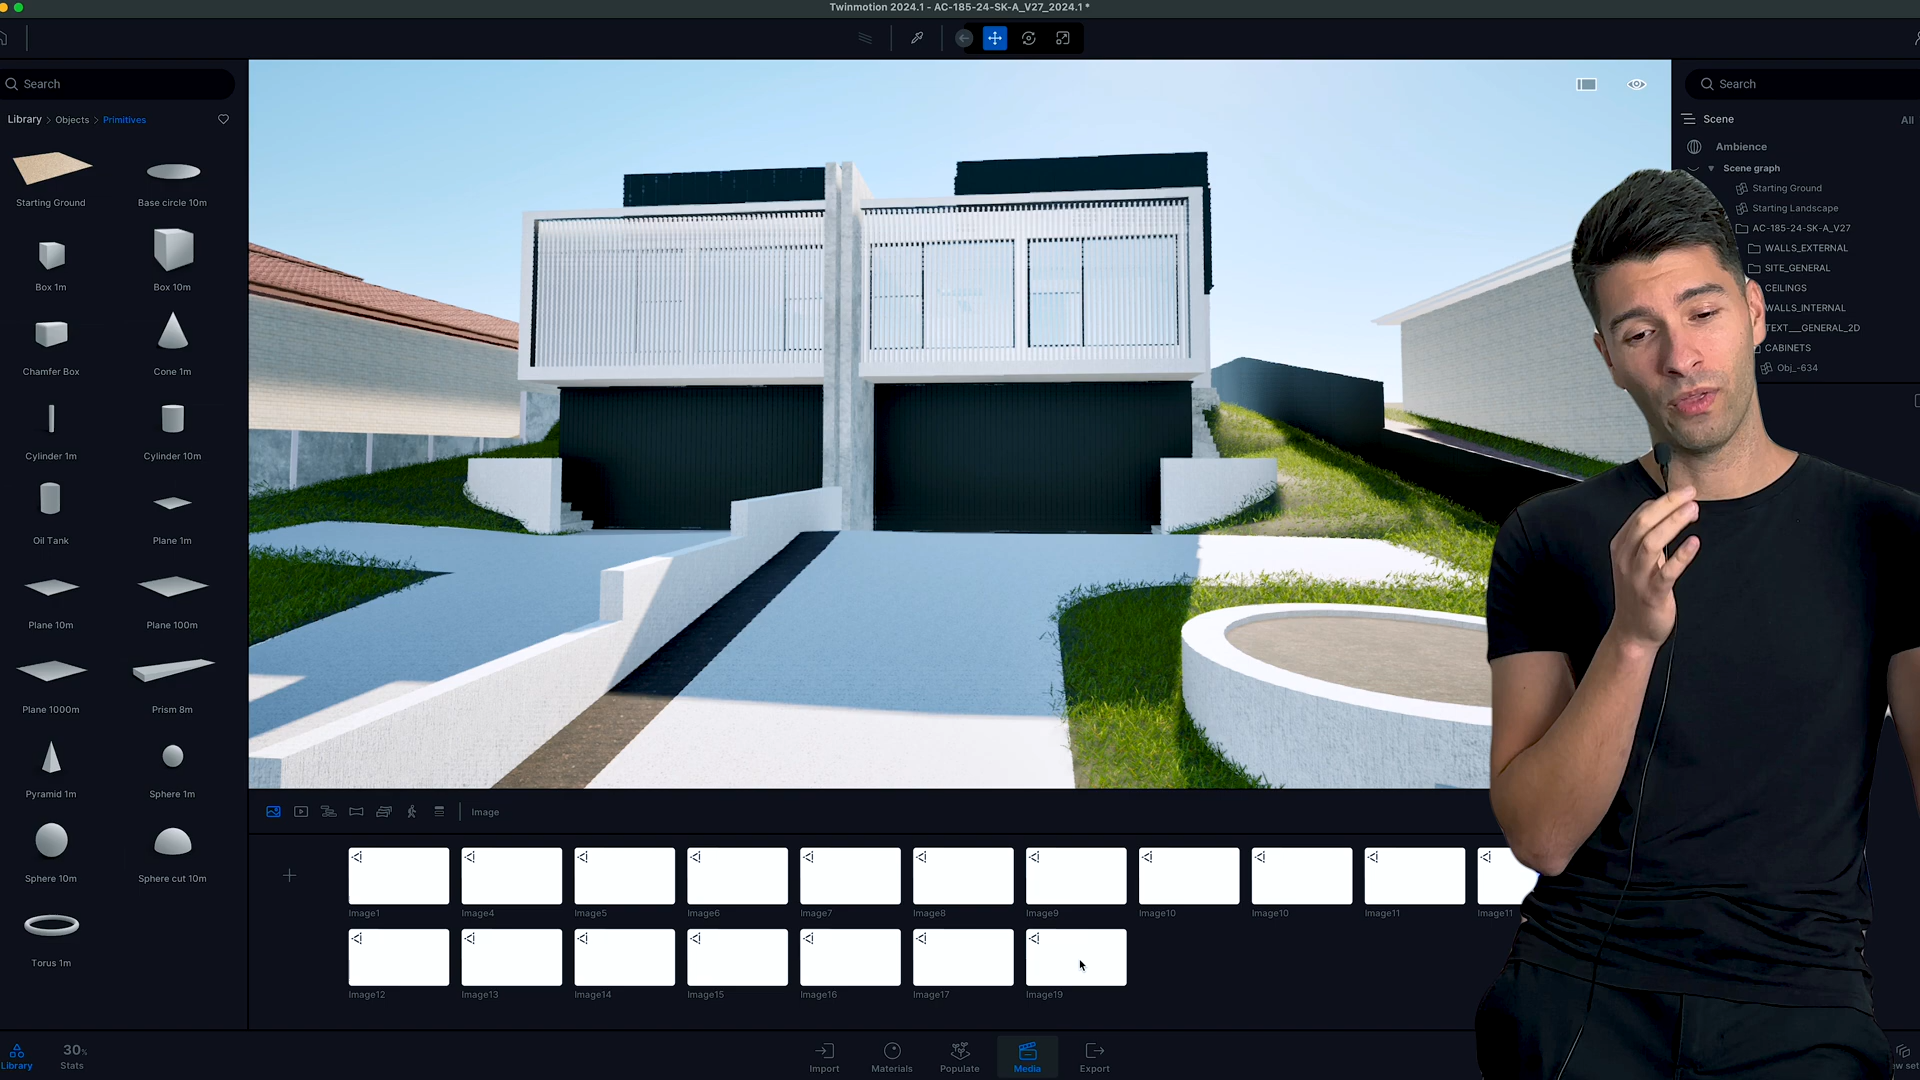 Twinmotion 2024.1 - AC-185-24-SK-A_V27_2024.1 *
Search
Library > Objects > Primitives
Starting Ground
Base circle 10m
Box 1m
Box 10m
Chamfer Box
Cone 1m
Cylinder 1m
Cylinder 10m
Oil Tank
Plane 1m
Plane 10m
Plane 100m
Plane 1000m
Prism 8m
Pyramid 1m
Sphere 1m
Sphere 10m
Sphere cut 10m
Torus 1m
Search
Scene
All
Ambience
Scene graph
Starting Ground
Starting Landscape
AC-185-24-SK-A_V27
WALLS_EXTERNAL
SITE_GENERAL
CEILINGS
WALLS_INTERNAL
TEXT__GENERAL_2D
CABINETS
Obj_-634
Image
Image1
Image4
Image5
Image6
Image7
Image8
Image9
Image10
Image10
Image11
Image11
Image12
Image13
Image14
Image15
Image16
Image17
Image19
Library
30%
Stats
Import
Materials
Populate
Media
Export